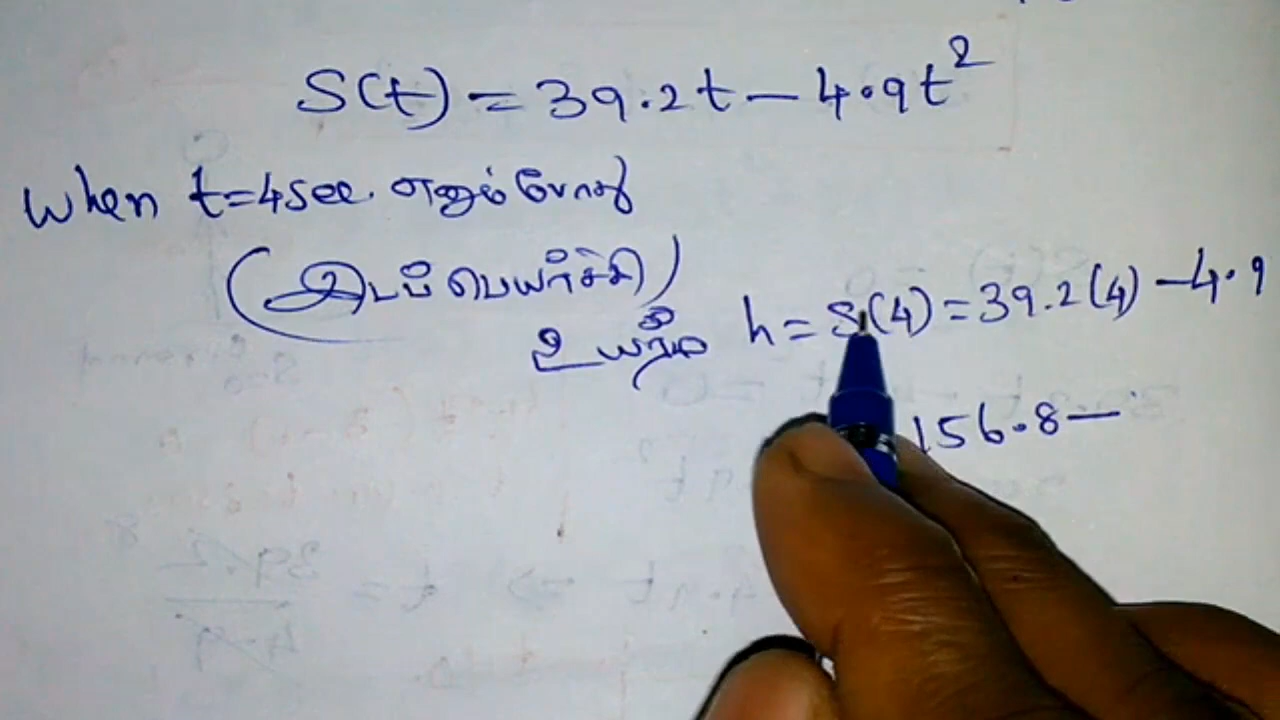 S(t) = 39.2t - 4.9t²
When t=4sec. எனும்போது
(இடப்பெயர்ச்சி)
உயரம் h = S(4) = 39.2(4) - 4.9
156.8 -